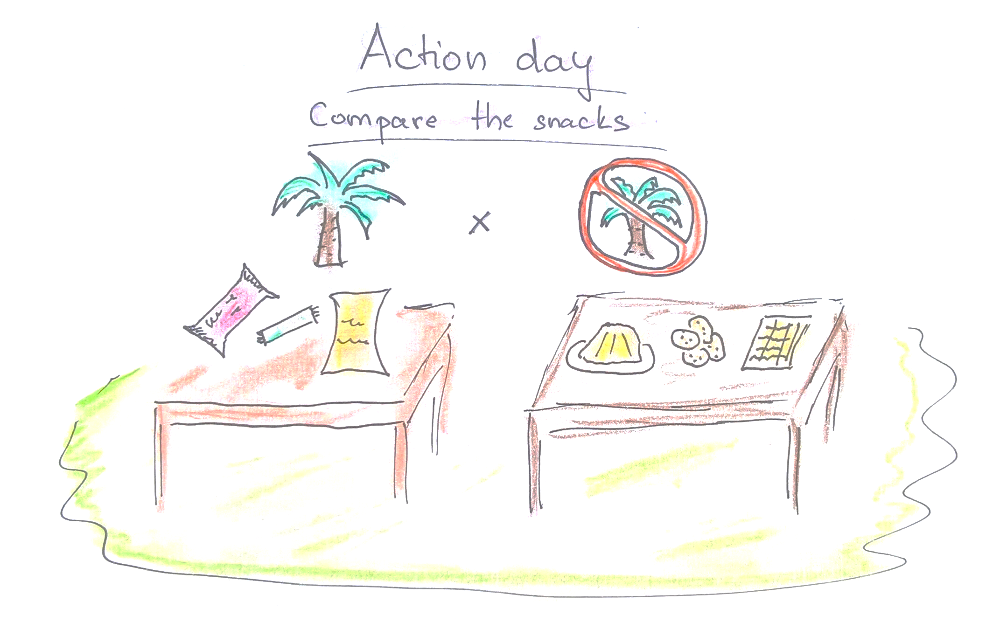 Action day
Compare the snacks
x